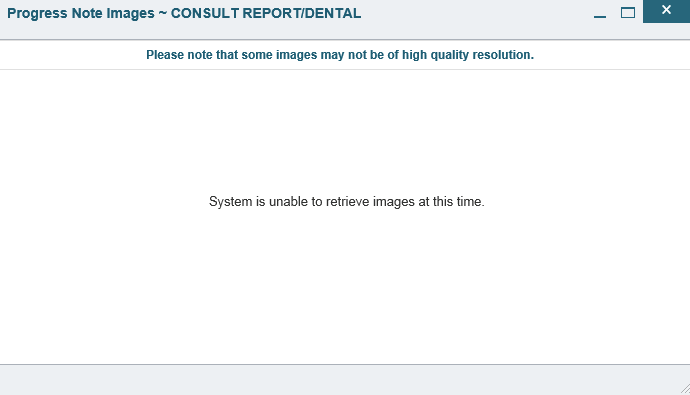 Progress Note Images ~ CONSULT REPORT/DENTAL
Please note that some images may not be of high quality resolution.
System is unable to retrieve images at this time.